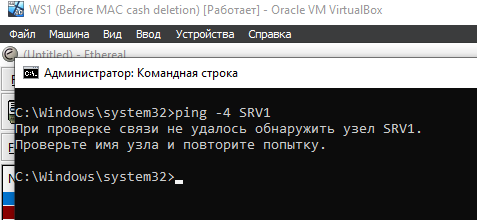 WS1 (Before MAC cash deletion) [Работает] - Oracle VM VirtualBox
Файл Машина Вид Ввод Устройства Справка
(Untitled) - Ethereal
Администратор: Командная строка
C:\Windows\system32>ping -4 SRV1
При проверке связи не удалось обнаружить узел SRV1.
Проверьте имя узла и повторите попытку.
C:\Windows\system32>